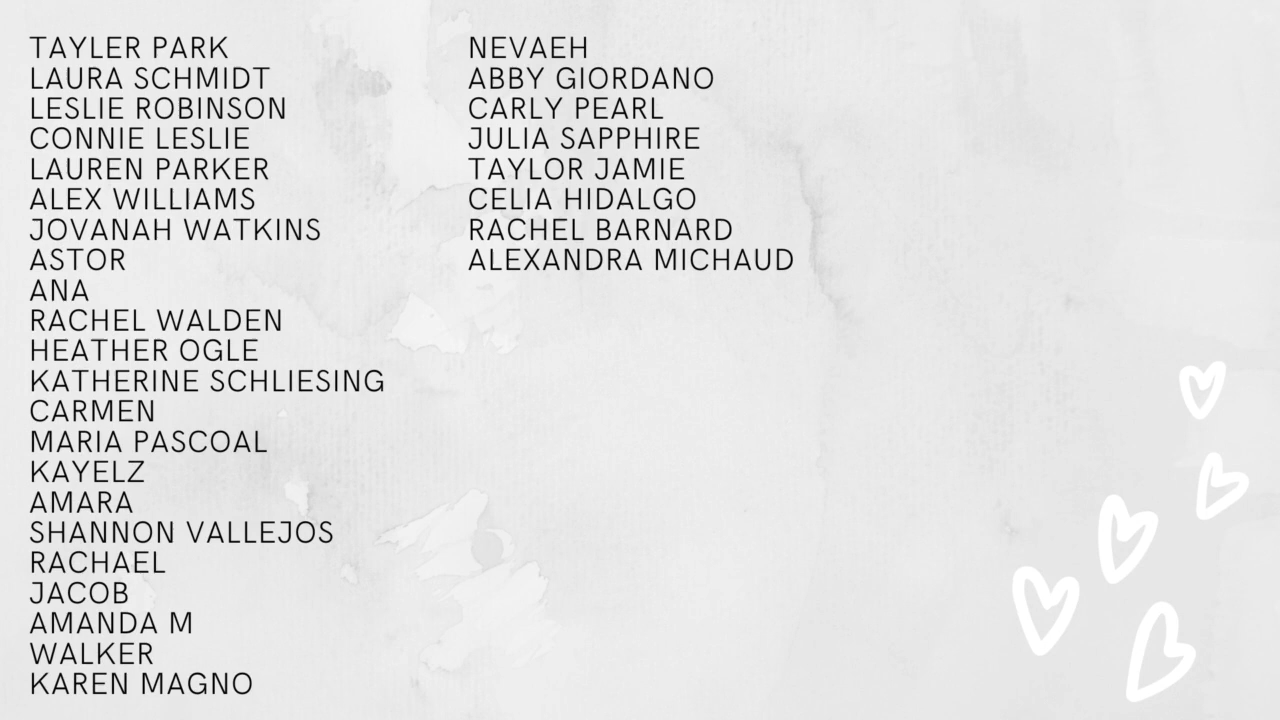 TAYLER PARK
LAURA SCHMIDT
LESLIE ROBINSON
CONNIE LESLIE
LAUREN PARKER
ALEX WILLIAMS
JOVANAH WATKINS
ASTOR
ANA
RACHEL WALDEN
HEATHER OGLE
KATHERINE SCHLIESING
CARMEN
MARIA PASCOAL
KAYELZ
AMARA
SHANNON VALLEJOS
RACHAEL
JACOB
AMANDA M
WALKER
KAREN MAGNO
NEVAEH
ABBY GIORDANO
CARLY PEARL
JULIA SAPPHIRE
TAYLOR JAMIE
CELIA HIDALGO
RACHEL BARNARD
ALEXANDRA MICHAUD